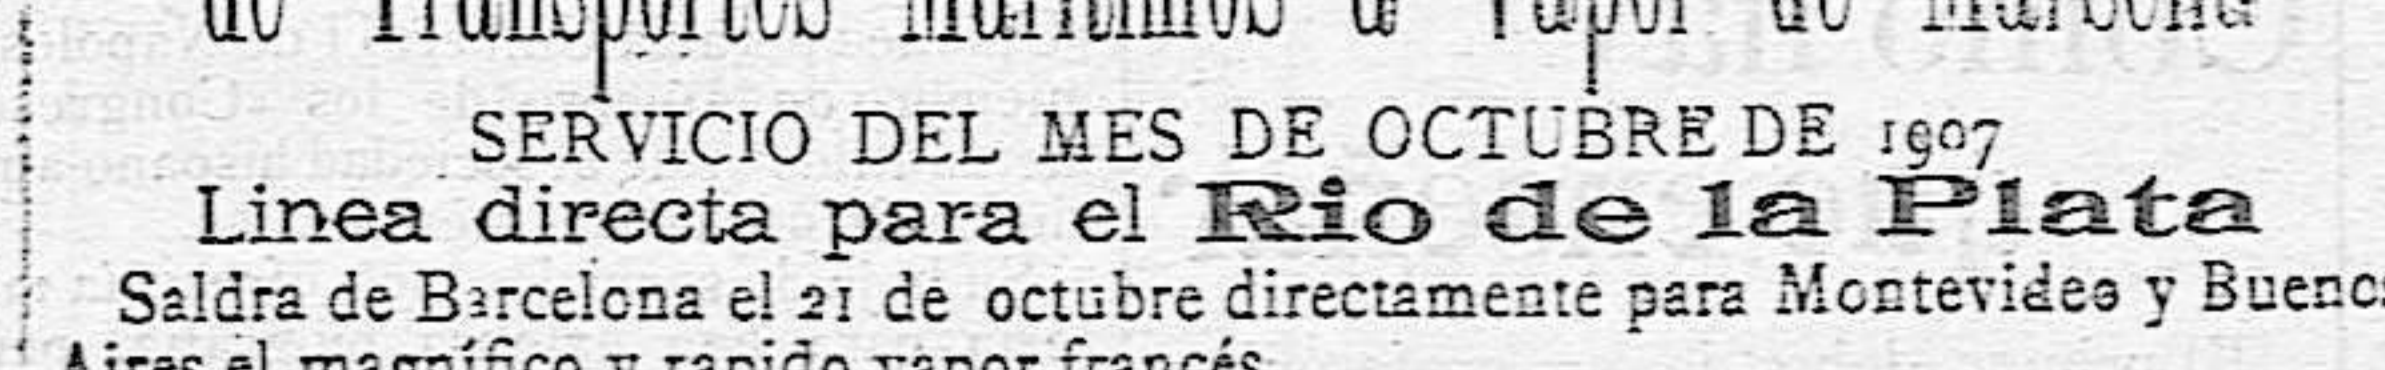 de Transportes Marítimos á Vapor de Marsella
SERVICIO DEL MES DE OCTUBRE DE 1907
Linea directa para el Rio de la Plata
Saldra de Barcelona el 21 de octubre directamente para Montevideo y Buenos
Aires el magnífico y rapido vapor francés